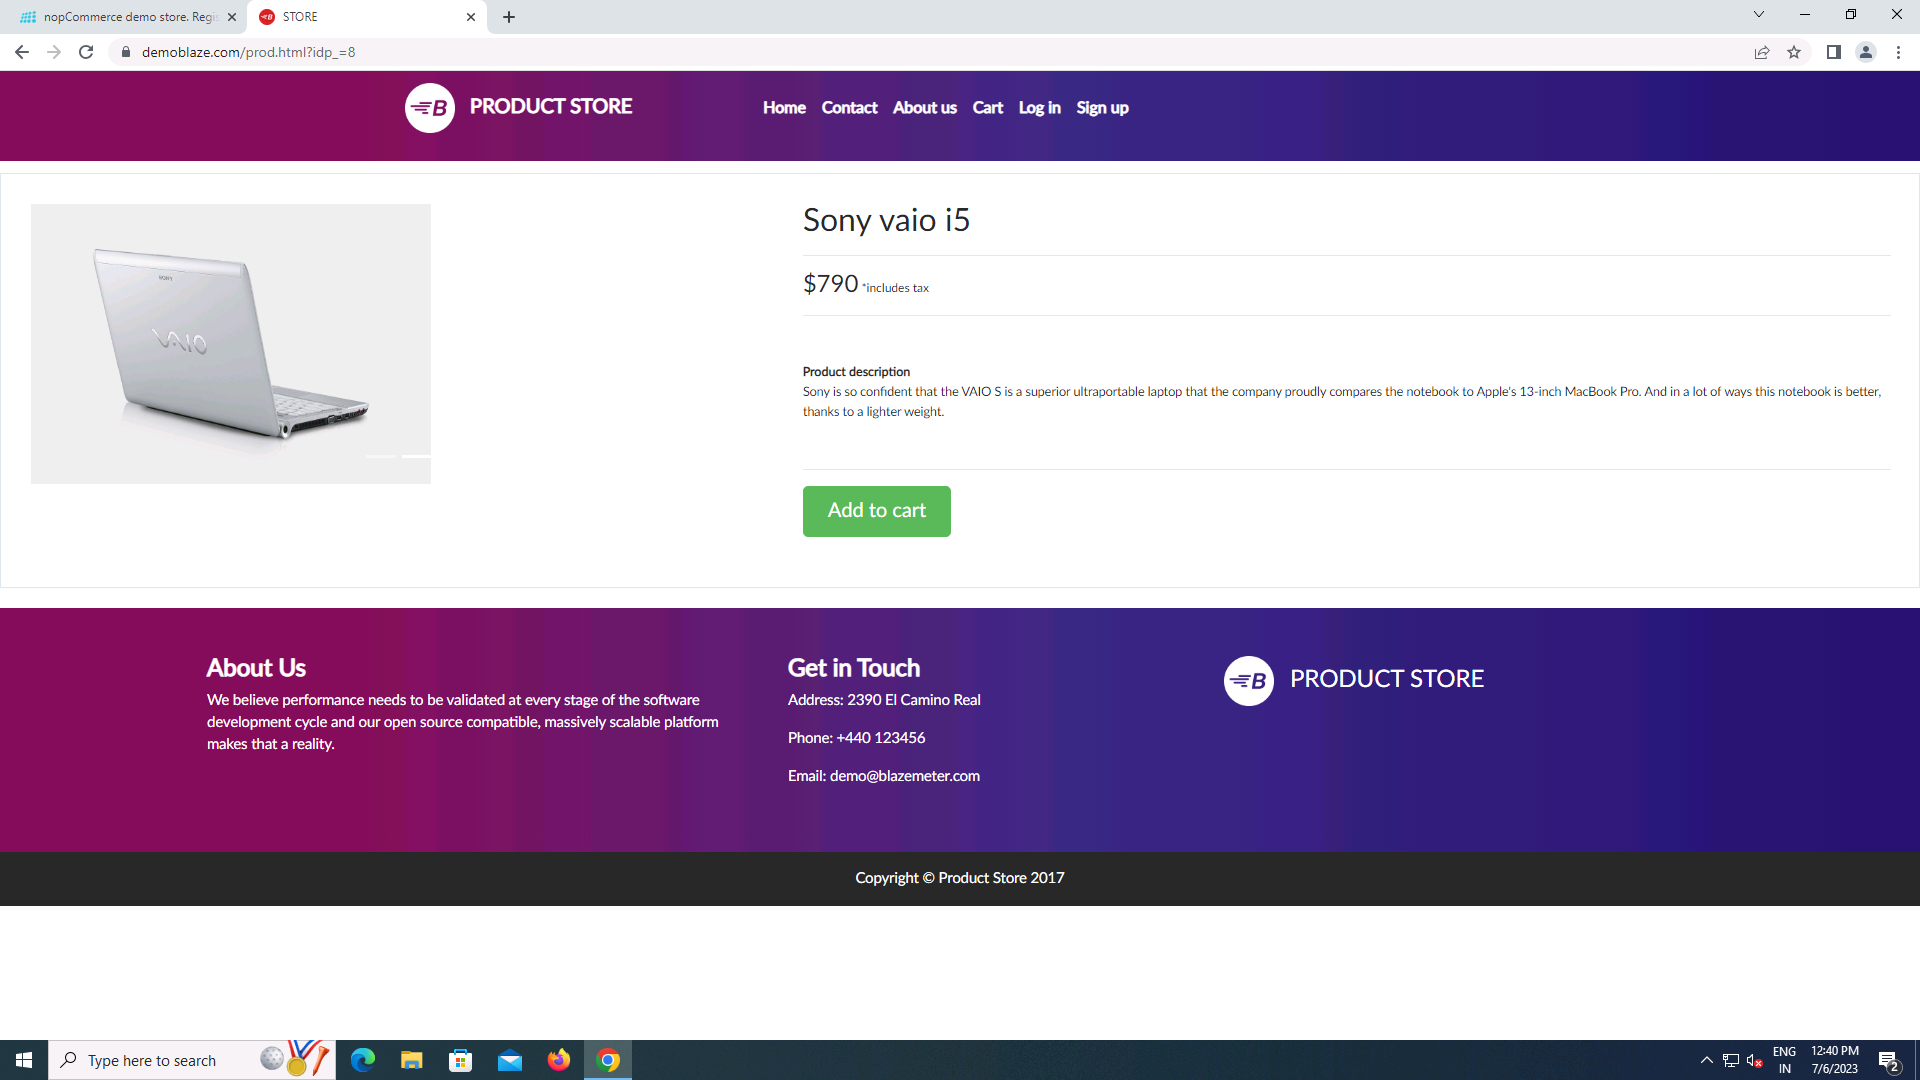 nopCommerce demo store. Regi
STORE
demoblaze.com/prod.html?idp_=8
B PRODUCT STORE
Home Contact About us Cart Log in Sign up
SONY
VAIO
Sony vaio i5
$790 *includes tax
Product description
Sony is so confident that the VAIO S is a superior ultraportable laptop that the company proudly compares the notebook to Apple's 13-inch MacBook Pro. And in a lot of ways this notebook is better,
thanks to a lighter weight.
Add to cart
About Us
We believe performance needs to be validated at every stage of the software
development cycle and our open source compatible, massively scalable platform
makes that a reality.
Get in Touch
Address: 2390 El Camino Real
Phone: +440 123456
Email: demo@blazemeter.com
B PRODUCT STORE
Copyright © Product Store 2017
Type here to search
ENG
IN
12:40 PM
7/6/2023
2